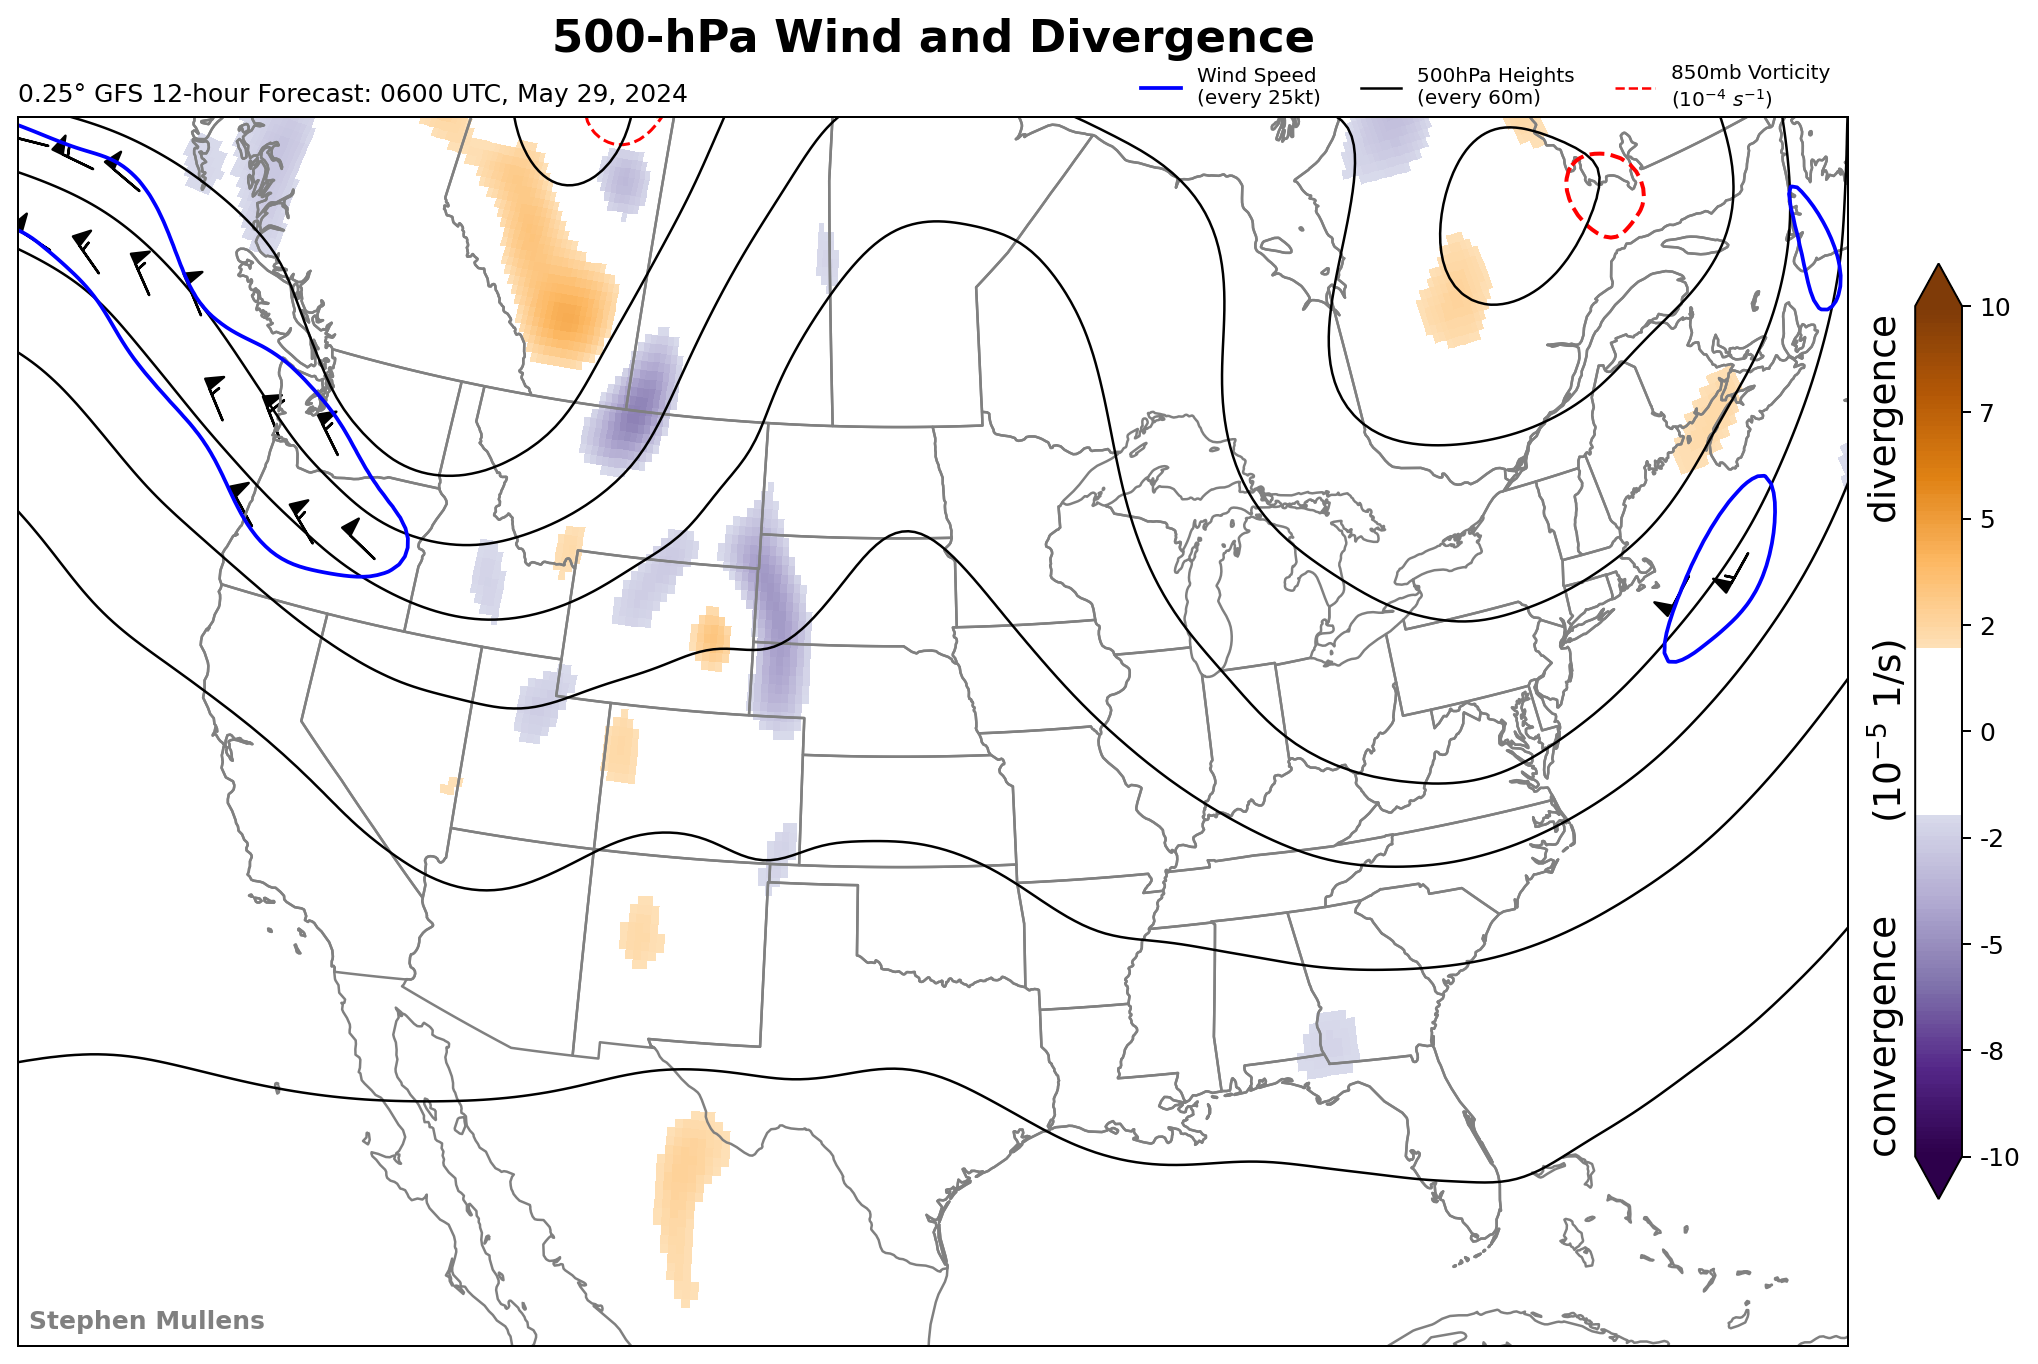 500-hPa Wind and Divergence
0.25° GFS 12-hour Forecast: 0600 UTC, May 29, 2024
Wind Speed
(every 25kt)
500hPa Heights
(every 60m)
850mb Vorticity
(10⁻⁴ s⁻¹)
10
7
5
2
0
-2
-5
-8
-10
convergence (10⁻⁵ 1/s) divergence
Stephen Mullens